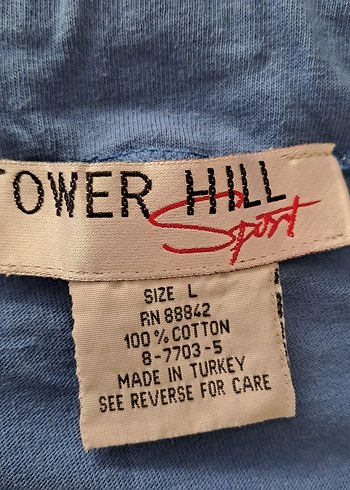 TOWER HILL
Sport
SIZE L
RN 88842
100% COTTON
8-7703-5
MADE IN TURKEY
SEE REVERSE FOR CARE